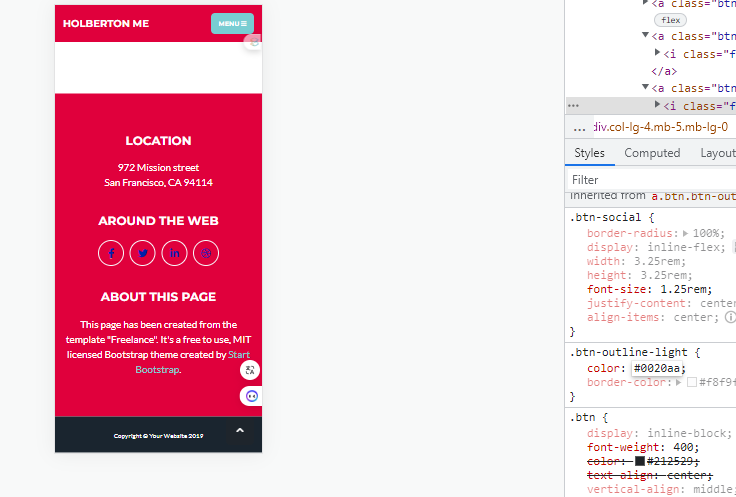 HOLBERTON ME
MENU
LOCATION
972 Mission street
San Francisco, CA 94114
AROUND THE WEB
ABOUT THIS PAGE
This page has been created from the
template "Freelance". It's a free to use, MIT
licensed Bootstrap theme created by Start
Bootstrap.
Copyright © Your Website 2019
<a class="btn
flex
<a class="btn
<i class="f
</a>
<a class="btn
... <i class="f
... div.col-lg-4.mb-5.mb-lg-0
Styles Computed Layout
Filter
Inherited from a.btn.btn-out
.btn-social {
border-radius: 100%;
display: inline-flex;
width: 3.25rem;
height: 3.25rem;
font-size: 1.25rem;
justify-content: center
align-items: center;
}
.btn-outline-light {
color: #0020aa;
border-color: #f8f9f
}
.btn {
display: inline-block;
font-weight: 400;
color: #212529;
text-align: center;
vertical-align: middle;